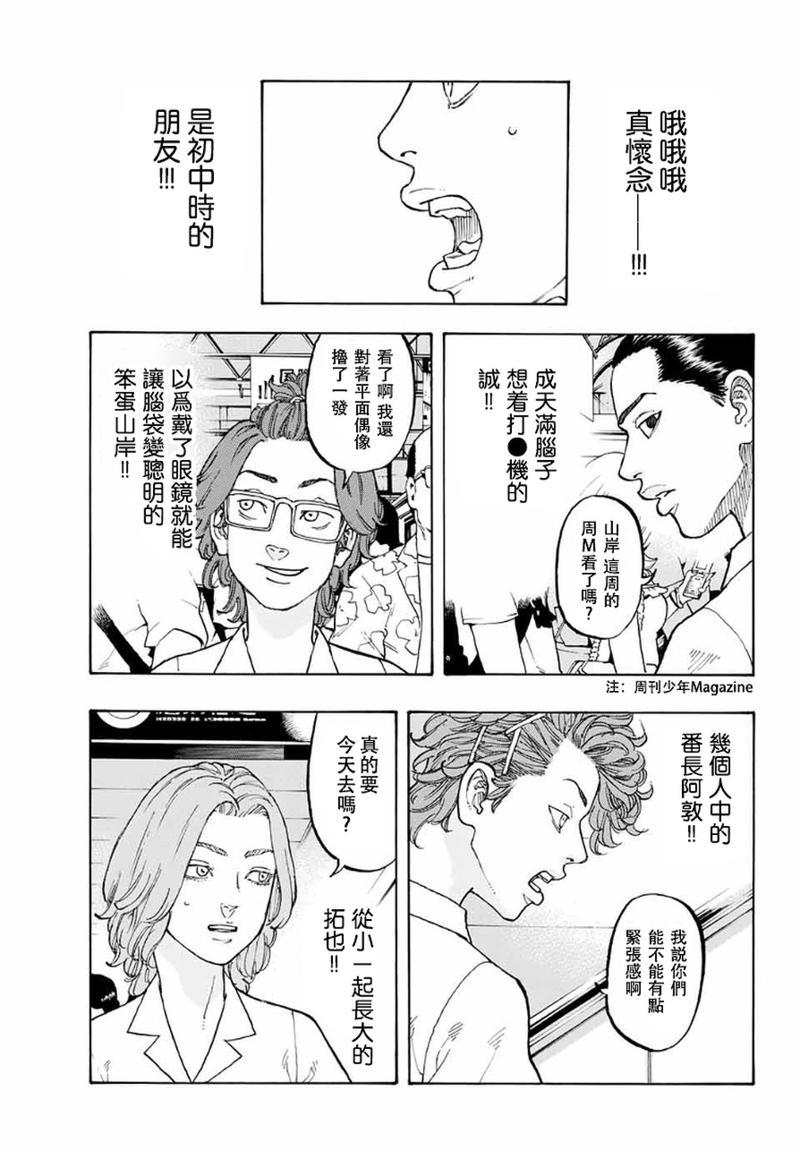 哦哦哦
真懷念——!!!
是初中時的
朋友!!!
成天滿腦子
想着打●機的
誠!!
山岸 這周的
周M看了嗎?
注：周刊少年Magazine
看了啊 我還
對著平面偶像
擼了一發
以爲戴了眼鏡就能
讓腦袋變聰明的
笨蛋山岸!!
幾個人中的
番長阿敦!!
我説你們
能不能有點
緊張感啊
真的要
今天去嗎?
從小一起長大的
拓也!!